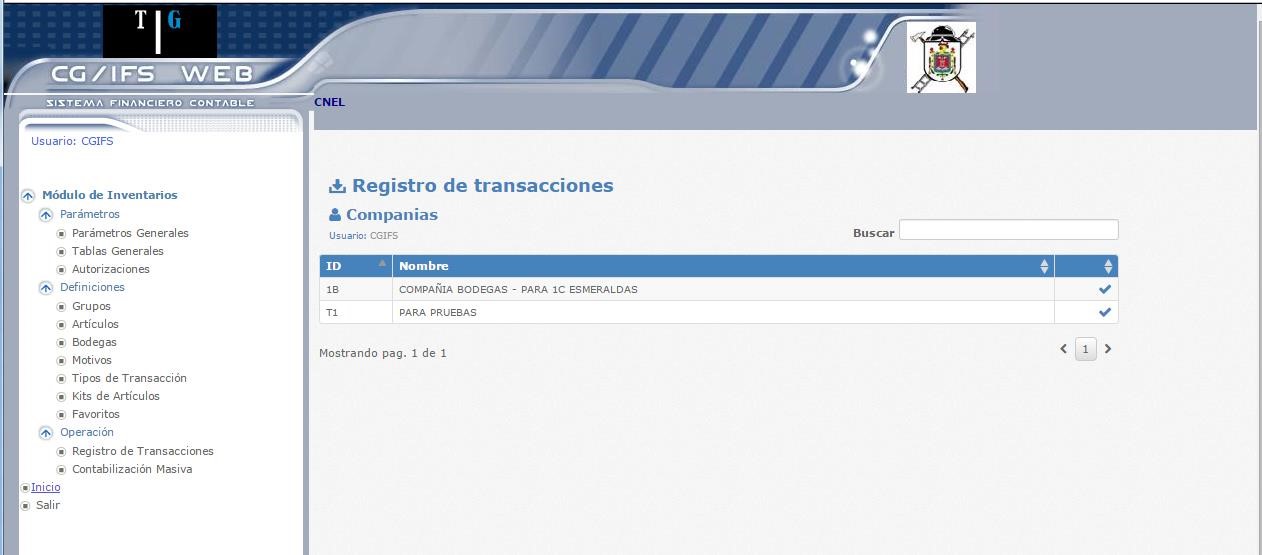 T G
CG/IFS WEB
SISTEMA FINANCIERO CONTABLE
CNEL
Usuario: CGIFS
Módulo de Inventarios
Parámetros
Parámetros Generales
Tablas Generales
Autorizaciones
Definiciones
Grupos
Artículos
Bodegas
Motivos
Tipos de Transacción
Kits de Artículos
Favoritos
Operación
Registro de Transacciones
Contabilización Masiva
Inicio
Salir
Registro de transacciones
Companias
Usuario: CGIFS
Buscar
ID Nombre
1B COMPAÑIA BODEGAS - PARA 1C ESMERALDAS
T1 PARA PRUEBAS
Mostrando pag. 1 de 1
1